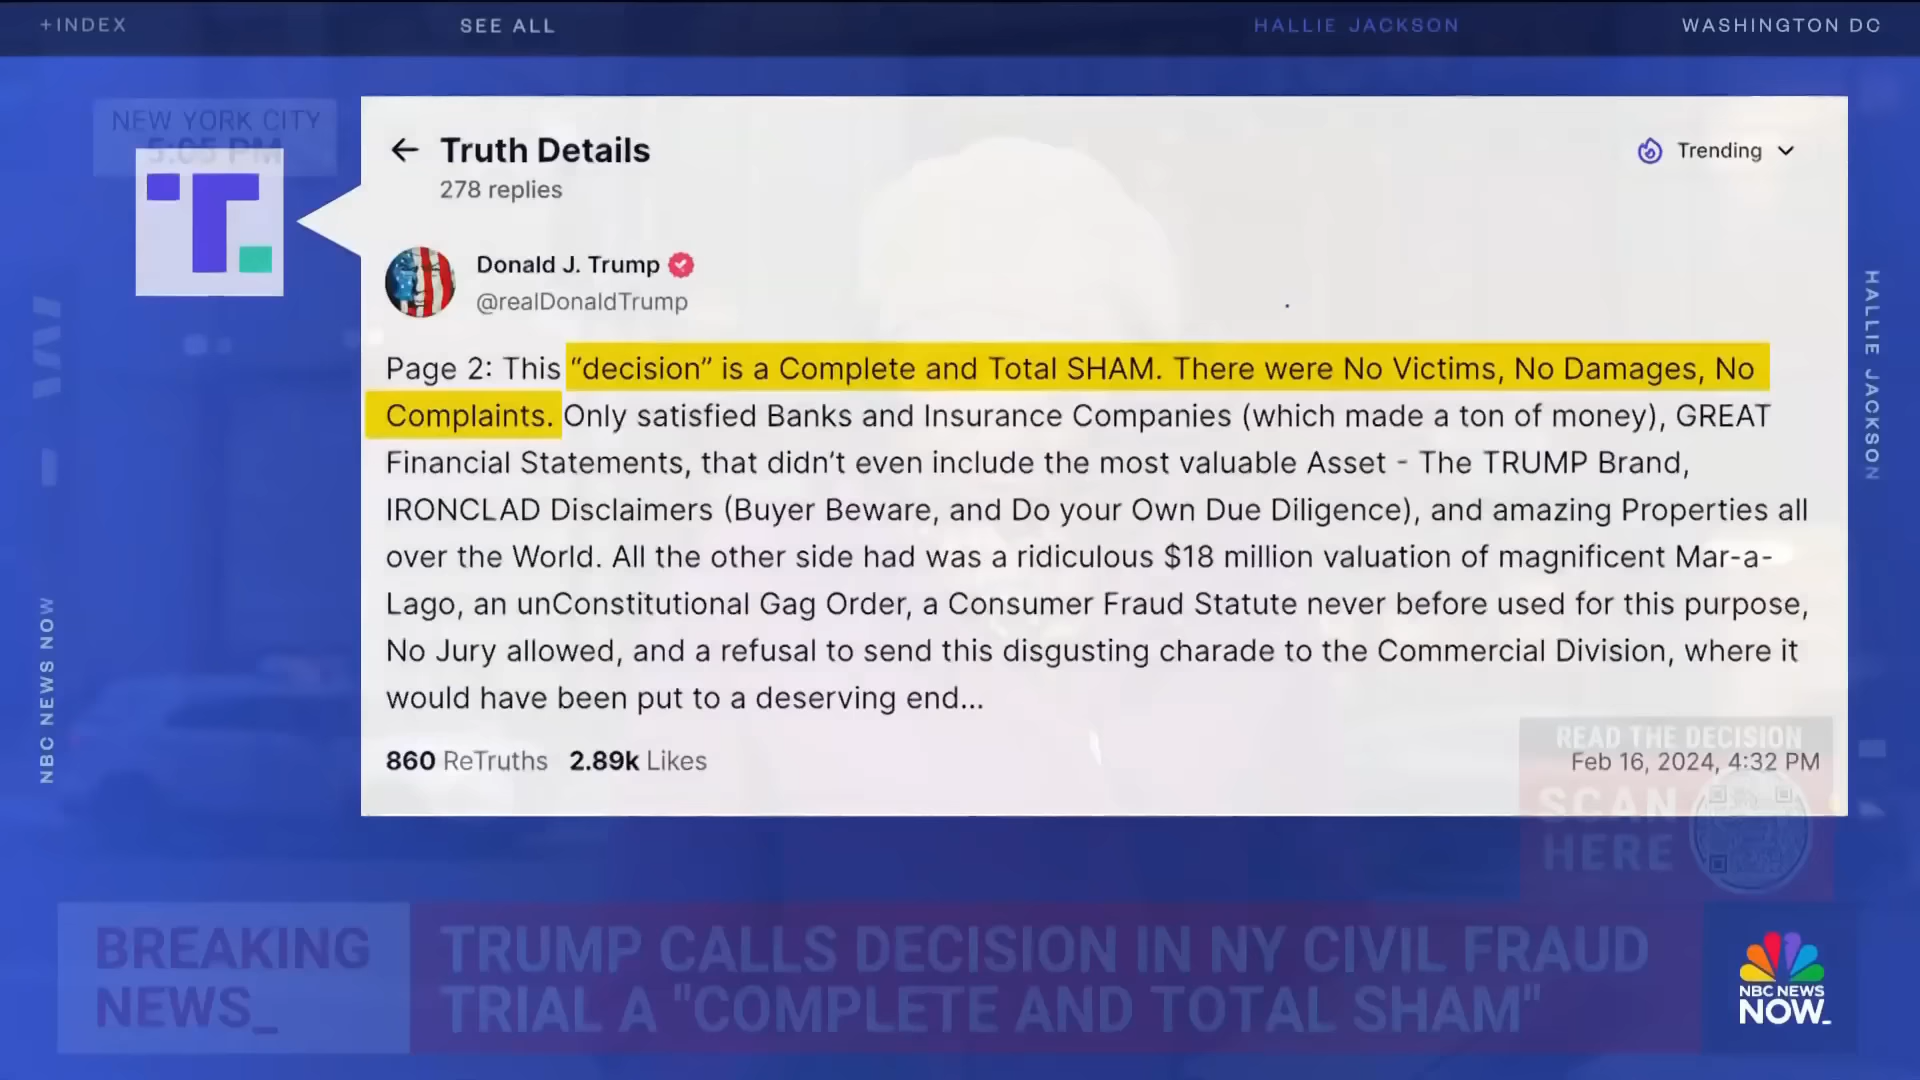 +INDEX
SEE ALL
HALLIE JACKSON
WASHINGTON DC
NEW YORK CITY
5:05 PM
Truth Details
278 replies
Trending
Donald J. Trump
@realDonaldTrump
Page 2: This “decision” is a Complete and Total SHAM. There were No Victims, No Damages, No
Complaints. Only satisfied Banks and Insurance Companies (which made a ton of money), GREAT
Financial Statements, that didn’t even include the most valuable Asset - The TRUMP Brand,
IRONCLAD Disclaimers (Buyer Beware, and Do your Own Due Diligence), and amazing Properties all
over the World. All the other side had was a ridiculous $18 million valuation of magnificent Mar-a-
Lago, an unConstitutional Gag Order, a Consumer Fraud Statute never before used for this purpose,
No Jury allowed, and a refusal to send this disgusting charade to the Commercial Division, where it
would have been put to a deserving end...
860 ReTruths 2.89k Likes
Feb 16, 2024, 4:32 PM
READ THE DECISION
SCAN
HERE
HALLIE JACKSON
NBC NEWS NOW
BREAKING
NEWS_
TRUMP CALLS DECISION IN NY CIVIL FRAUD
TRIAL A "COMPLETE AND TOTAL SHAM"
NBC NEWS
NOW_